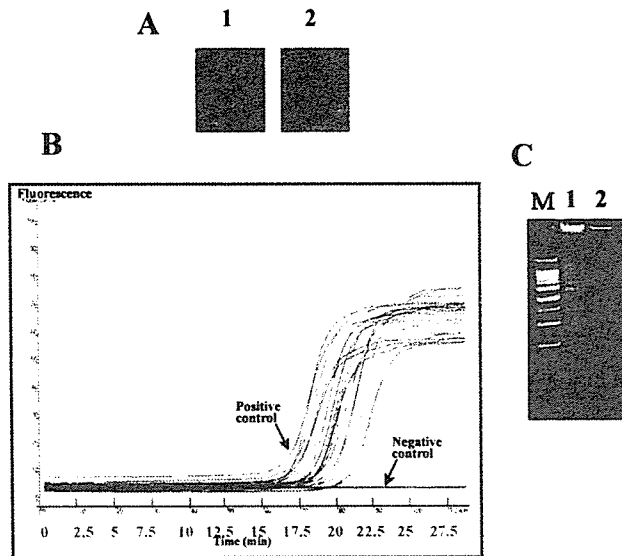 A
1 2
B
Fluorescence
Positive
control
Negative
control
0 2.5 5 7.5 10 12.5 15 17.5 20 22.5 25 27.5
Time (min)
C
M 1 2